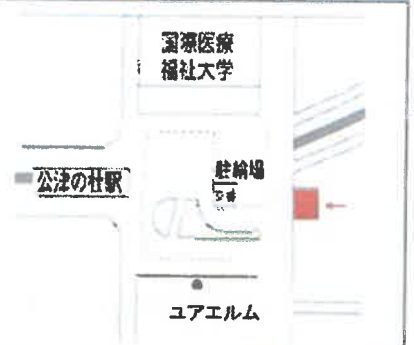 国際医療
福祉大学
駐輪場
公津の杜駅
ユアエルム